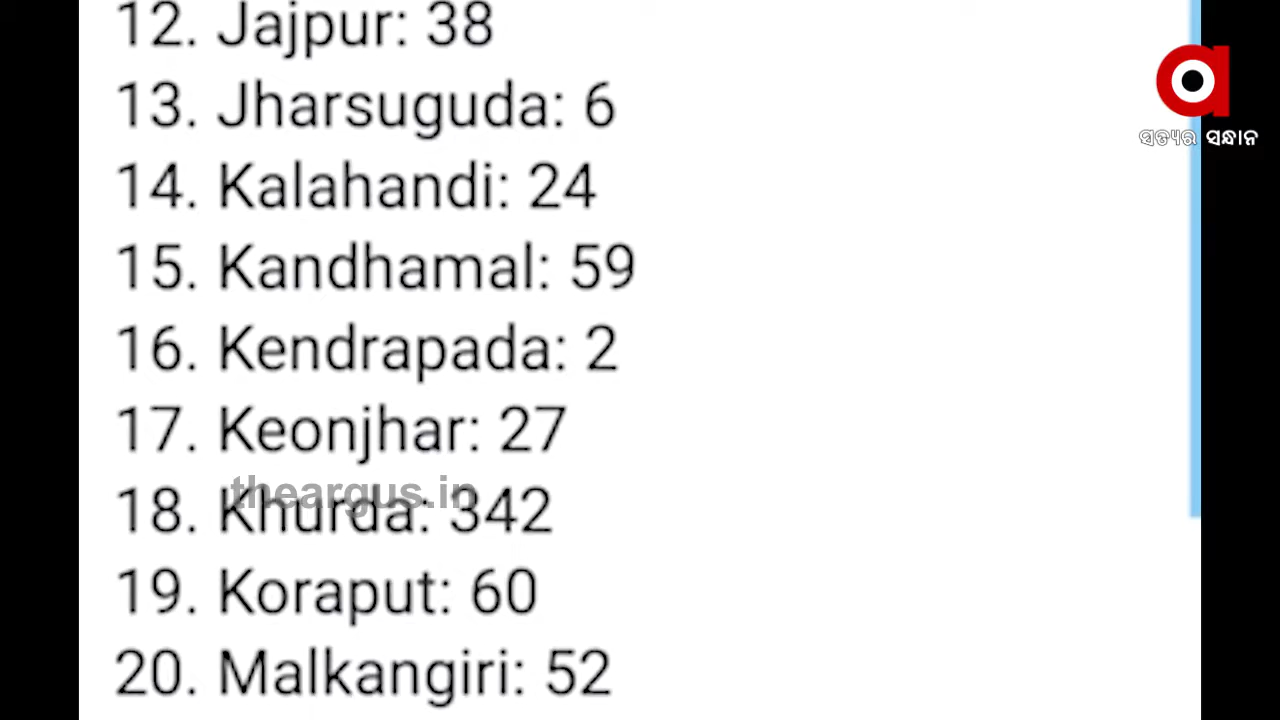 12. Jajpur: 38
13. Jharsuguda: 6
14. Kalahandi: 24
15. Kandhamal: 59
16. Kendrapada: 2
17. Keonjhar: 27
18. Khurda: 342
19. Koraput: 60
20. Malkangiri: 52
theargus.in
a
ସତ୍ୟର ସନ୍ଧାନ